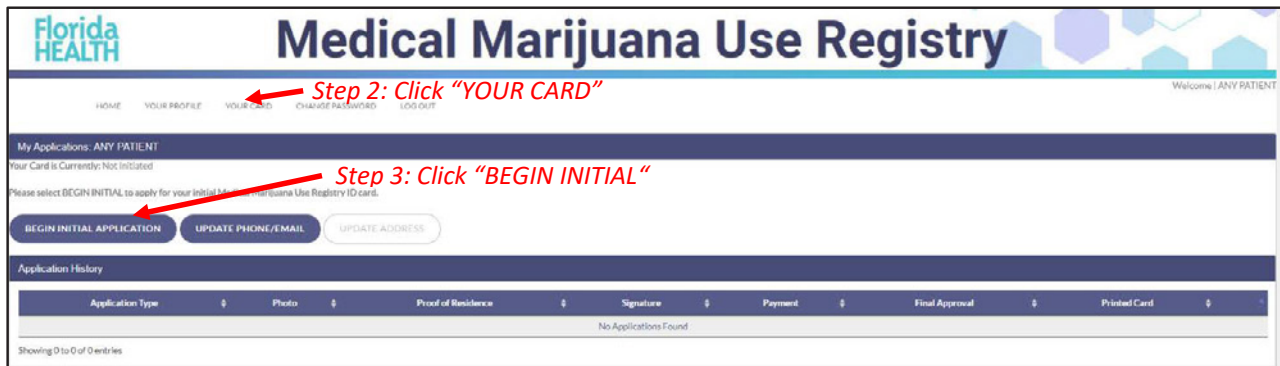 Florida HEALTH
Medical Marijuana Use Registry
Step 2: Click “YOUR CARD”
Welcome | ANY PATIENT
HOME YOUR PROFILE YOUR CARD CHANGE PASSWORD LOG OUT
My Applications: ANY PATIENT
Your Card is Currently: Not Initiated
Step 3: Click “BEGIN INITIAL“
Please select BEGIN INITIAL to apply for your initial Medical Marijuana Use Registry ID card.
BEGIN INITIAL APPLICATION UPDATE PHONE/EMAIL UPDATE ADDRESS
Application History
Application Type Photo Proof of Residence Signature Payment Final Approval Printed Card
No Applications Found
Showing 0 to 0 of 0 entries